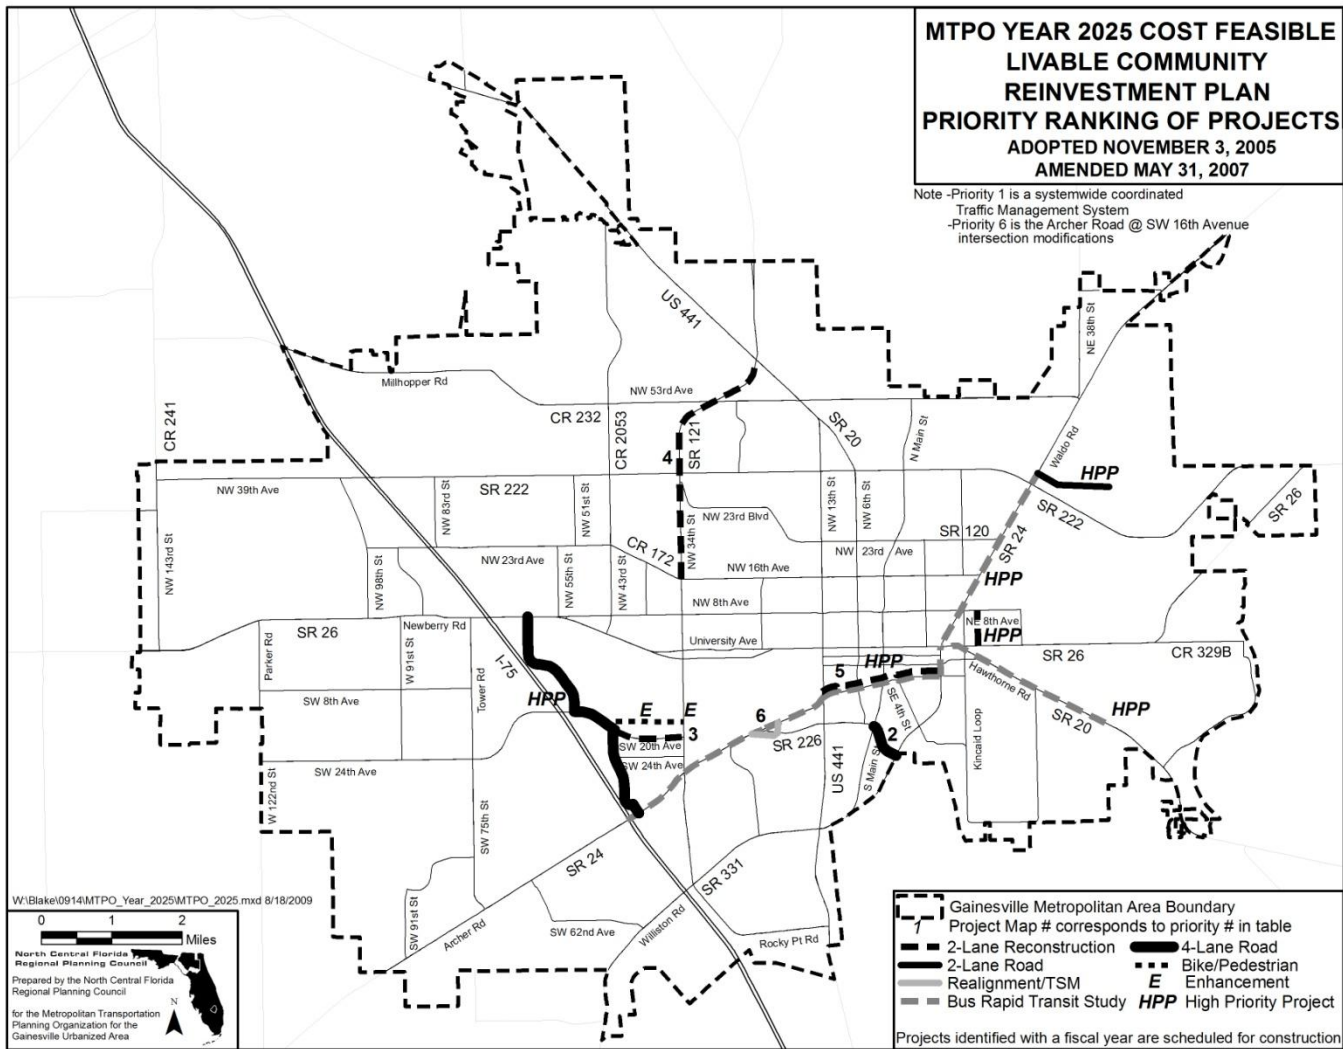 MTPO YEAR 2025 COST FEASIBLE
LIVABLE COMMUNITY
REINVESTMENT PLAN
PRIORITY RANKING OF PROJECTS
ADOPTED NOVEMBER 3, 2005
AMENDED MAY 31, 2007
Note -Priority 1 is a systemwide coordinated
Traffic Management System
-Priority 6 is the Archer Road @ SW 16th Avenue
intersection modifications
US 441
NE 38th St
Millhopper Rd
NW 53rd Ave
CR 241
CR 232
CR 2053
SR 121
SR 20
N Main St
Waldo Rd
4
HPP
NW 39th Ave
SR 222
NW 83rd St
NW 51st St
NW 34th St
NW 23rd Blvd
NW 13th St
NW 6th St
SR 120
SR 24
SR 222
SR 26
NW 143rd St
NW 98th St
NW 23rd Ave
NW 55th St
NW 43rd St
CR 172
NW 23rd Ave
NW 16th Ave
HPP
NW 8th Ave
NE 8th Ave
HPP
Parker Rd
SR 26
Newberry Rd
W 91st St
University Ave
SR 26
CR 329B
I-75
Tower Rd
5
HPP
Hawthorne Rd
SR 20
HPP
SW 8th Ave
HPP
E
E
3
6
SE 4th St
2
SW 20th Ave
SR 226
SW 24th Ave
SW 24th Ave
US 441
S Main St
Kincald Loop
W 122nd St
SW 75th St
SR 24
SR 331
SW 91st St
Archer Rd
SW 62nd Ave
Williston Rd
Rocky Pt Rd
W:\Blake\0914\MTPO_Year_2025\MTPO_2025.mxd 8/18/2009
0 1 2
Miles
North Central Florida
Regional Planning Council
Prepared by the North Central Florida
Regional Planning Council
N
for the Metropolitan Transportation
Planning Organization for the
Gainesville Urbanized Area
Gainesville Metropolitan Area Boundary
1 Project Map # corresponds to priority # in table
2-Lane Reconstruction
4-Lane Road
2-Lane Road
Bike/Pedestrian
Realignment/TSM
E Enhancement
Bus Rapid Transit Study
HPP High Priority Project
Projects identified with a fiscal year are scheduled for construction